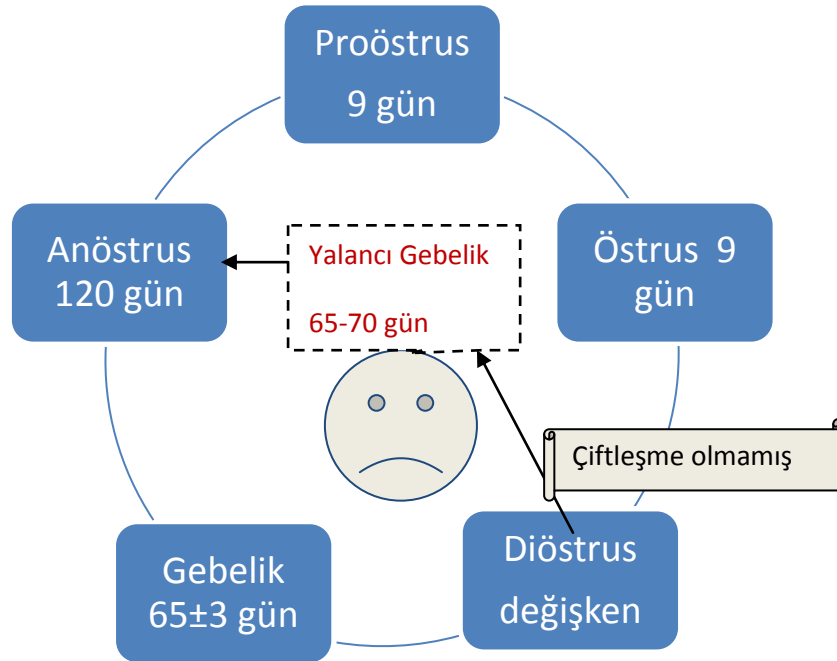 Proöstrus
9 gün
Anöstrus
120 gün
Yalancı Gebelik
65-70 gün
Östrus 9
gün
Çiftleşme olmamış
Gebelik
65±3 gün
Diöstrus
değişken